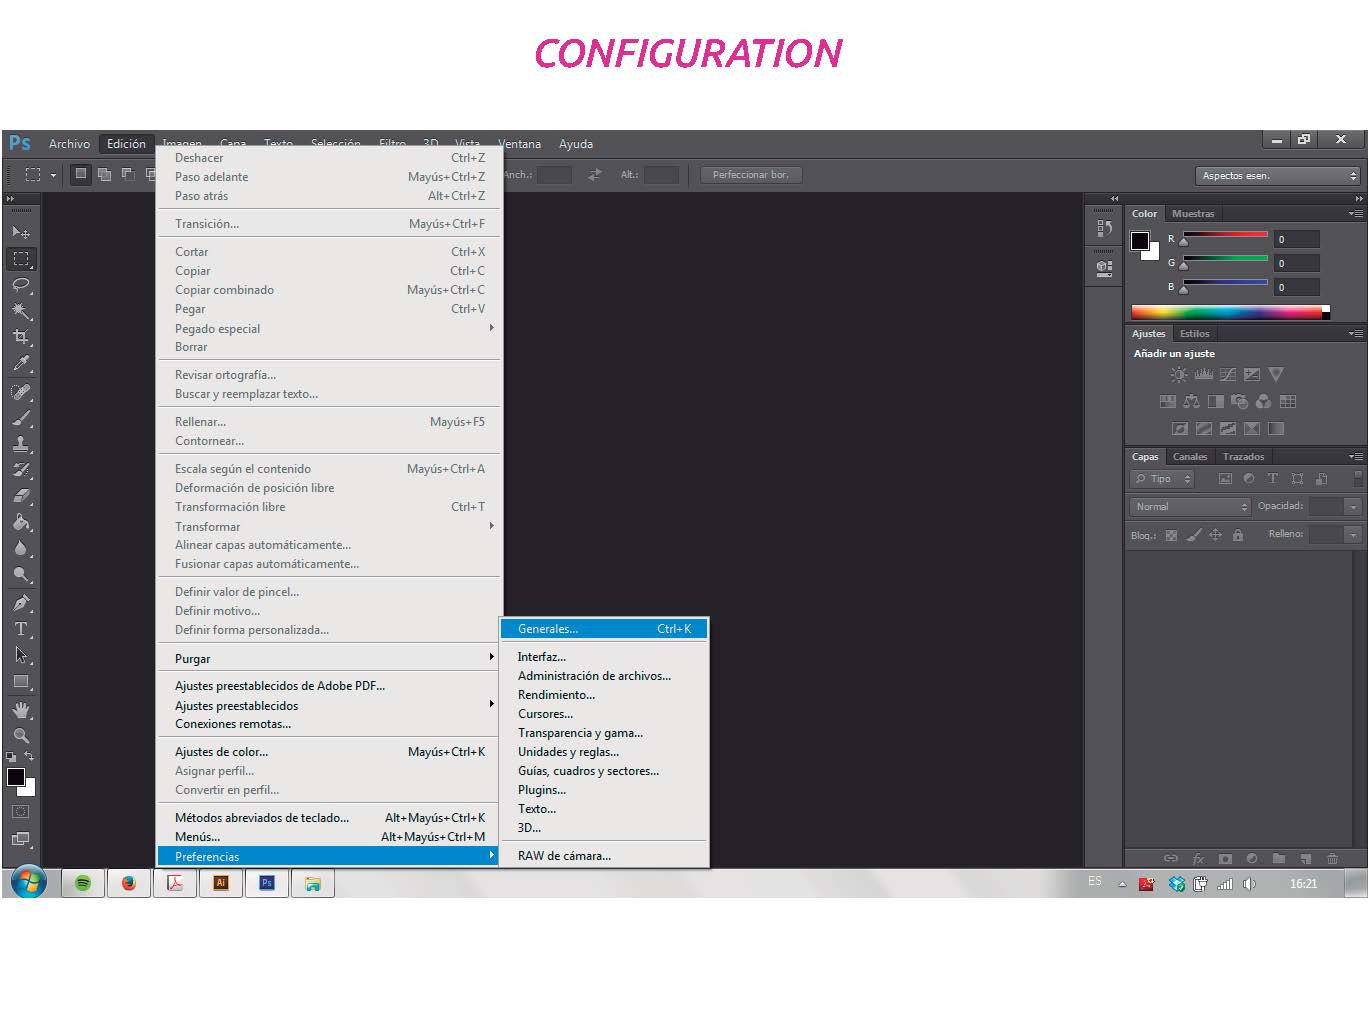 CONFIGURATION
Ps Archivo Edición Imagen Capa Texto Selección Filtro 3D Vista Ventana Ayuda
Anch.: Alt.: Perfeccionar bor. Aspectos esen.
Deshacer Ctrl+Z
Paso adelante Mayús+Ctrl+Z
Paso atrás Alt+Ctrl+Z
Transición... Mayús+Ctrl+F
Cortar Ctrl+X
Copiar Ctrl+C
Copiar combinado Mayús+Ctrl+C
Pegar Ctrl+V
Pegado especial
Borrar
Revisar ortografía...
Buscar y reemplazar texto...
Rellenar... Mayús+F5
Contornear...
Escala según el contenido Mayús+Ctrl+A
Deformación de posición libre
Transformación libre Ctrl+T
Transformar
Alinear capas automáticamente...
Fusionar capas automáticamente...
Definir valor de pincel...
Definir motivo...
Definir forma personalizada...
Purgar
Ajustes preestablecidos de Adobe PDF...
Ajustes preestablecidos
Conexiones remotas...
Ajustes de color... Mayús+Ctrl+K
Asignar perfil...
Convertir en perfil...
Métodos abreviados de teclado... Alt+Mayús+Ctrl+K
Menús... Alt+Mayús+Ctrl+M
Preferencias
Generales... Ctrl+K
Interfaz...
Administración de archivos...
Rendimiento...
Cursores...
Transparencia y gama...
Unidades y reglas...
Guías, cuadros y sectores...
Plugins...
Texto...
3D...
RAW de cámara...
Color Muestras
R 0
G 0
B 0
Ajustes Estilos
Añadir un ajuste
Capas Canales Trazados
Tipo T
Normal Opacidad:
Bloq.: Relleno:
fx
T
Ai Ps ES 16:21